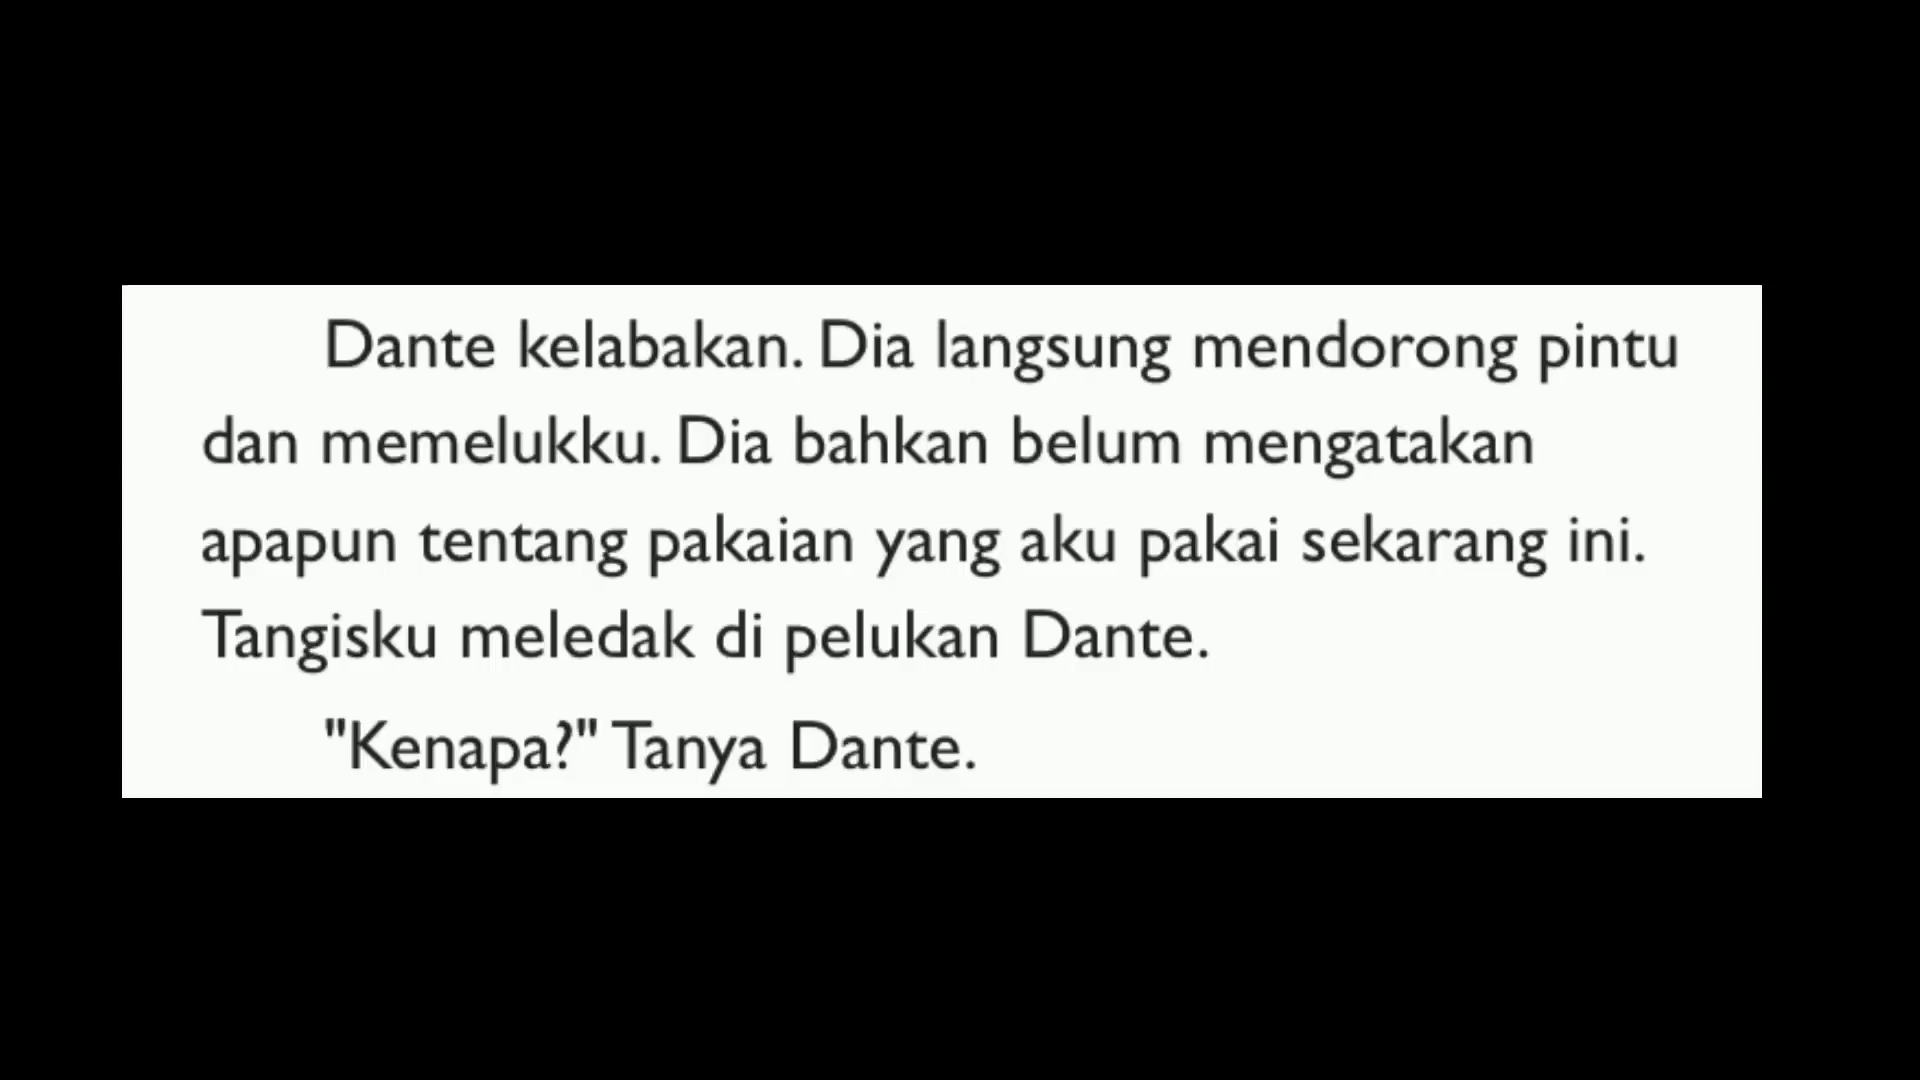 Dante kelabakan. Dia langsung mendorong pintu
dan memelukku. Dia bahkan belum mengatakan
apapun tentang pakaian yang aku pakai sekarang ini.
Tangisku meledak di pelukan Dante.
"Kenapa?" Tanya Dante.